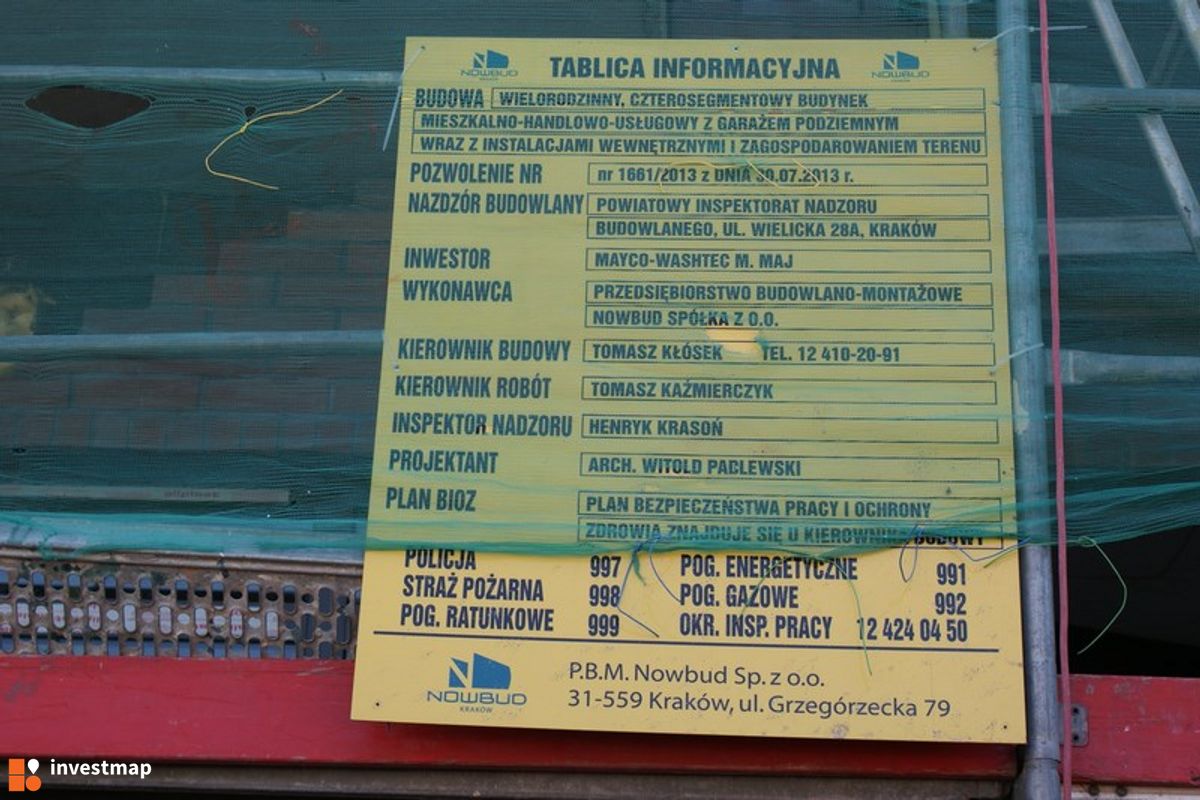 NOWBUD KRAKÓW TABLICA INFORMACYJNA NOWBUD KRAKÓW
BUDOWA WIELORODZINNY, CZTEROSEGMENTOWY BUDYNEK
MIESZKALNO-HANDLOWO-USŁUGOWY Z GARAŻEM PODZIEMNYM
WRAZ Z INSTALACJAMI WEWNĘTRZNYMI I ZAGOSPODAROWANIEM TERENU
POZWOLENIE NR nr 1661/2013 z DNIA 30.07.2013 r.
NAZDZÓR BUDOWLANY POWIATOWY INSPEKTORAT NADZORU
BUDOWLANEGO, UL. WIELICKA 28A, KRAKÓW
INWESTOR MAYCO-WASHTEC M. MAJ
WYKONAWCA PRZEDSIĘBIORSTWO BUDOWLANO-MONTAŻOWE
NOWBUD SPÓŁKA Z O.O.
KIEROWNIK BUDOWY TOMASZ KŁÓSEK TEL. 12 410-20-91
KIEROWNIK ROBÓT TOMASZ KAŹMIERCZYK
INSPEKTOR NADZORU HENRYK KRASOŃ
PROJEKTANT ARCH. WITOLD PADLEWSKI
PLAN BIOZ PLAN BEZPIECZEŃSTWA PRACY I OCHRONY
ZDROWIA ZNAJDUJE SIĘ U KIEROWNIKA BUDOWY
POLICJA 997 POG. ENERGETYCZNE 991
STRAŻ POŻARNA 998 POG. GAZOWE 992
POG. RATUNKOWE 999 OKR. INSP. PRACY 12 424 04 50
NOWBUD KRAKÓW
P.B.M. Nowbud Sp. z o.o.
31-559 Kraków, ul. Grzegórzecka 79
investmap